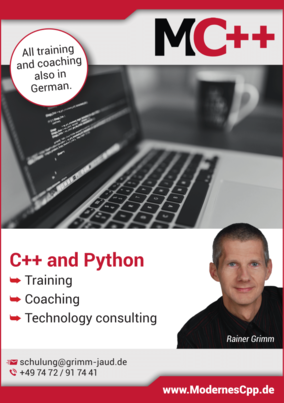 MC++
All training
and coaching
also in
German.
C++ and Python
Training
Coaching
Technology consulting
Rainer Grimm
schulung@grimm-jaud.de
+49 74 72 / 91 74 41
www.ModernesCpp.de